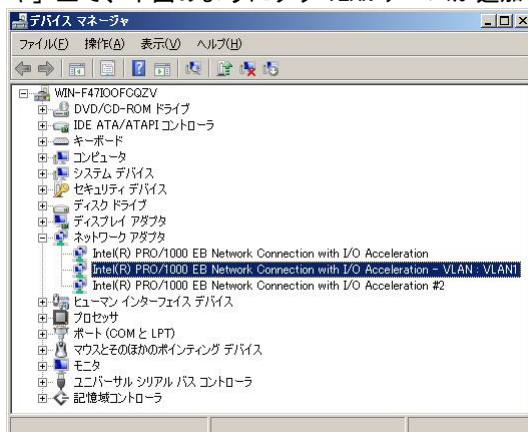 デバイス マネージャ
ファイル(F) 操作(A) 表示(V) ヘルプ(H)
WIN-F47IOOFCQZV
DVD/CD-ROM ドライブ
IDE ATA/ATAPI コントローラ
キーボード
コンピュータ
システム デバイス
セキュリティ デバイス
ディスク ドライブ
ディスプレイ アダプタ
ネットワーク アダプタ
Intel(R) PRO/1000 EB Network Connection with I/O Acceleration
Intel(R) PRO/1000 EB Network Connection with I/O Acceleration - VLAN : VLAN1
Intel(R) PRO/1000 EB Network Connection with I/O Acceleration #2
ヒューマン インターフェイス デバイス
プロセッサ
ポート (COM と LPT)
マウスとそのほかのポインティング デバイス
モニタ
ユニバーサル シリアル バス コントローラ
記憶域コントローラ